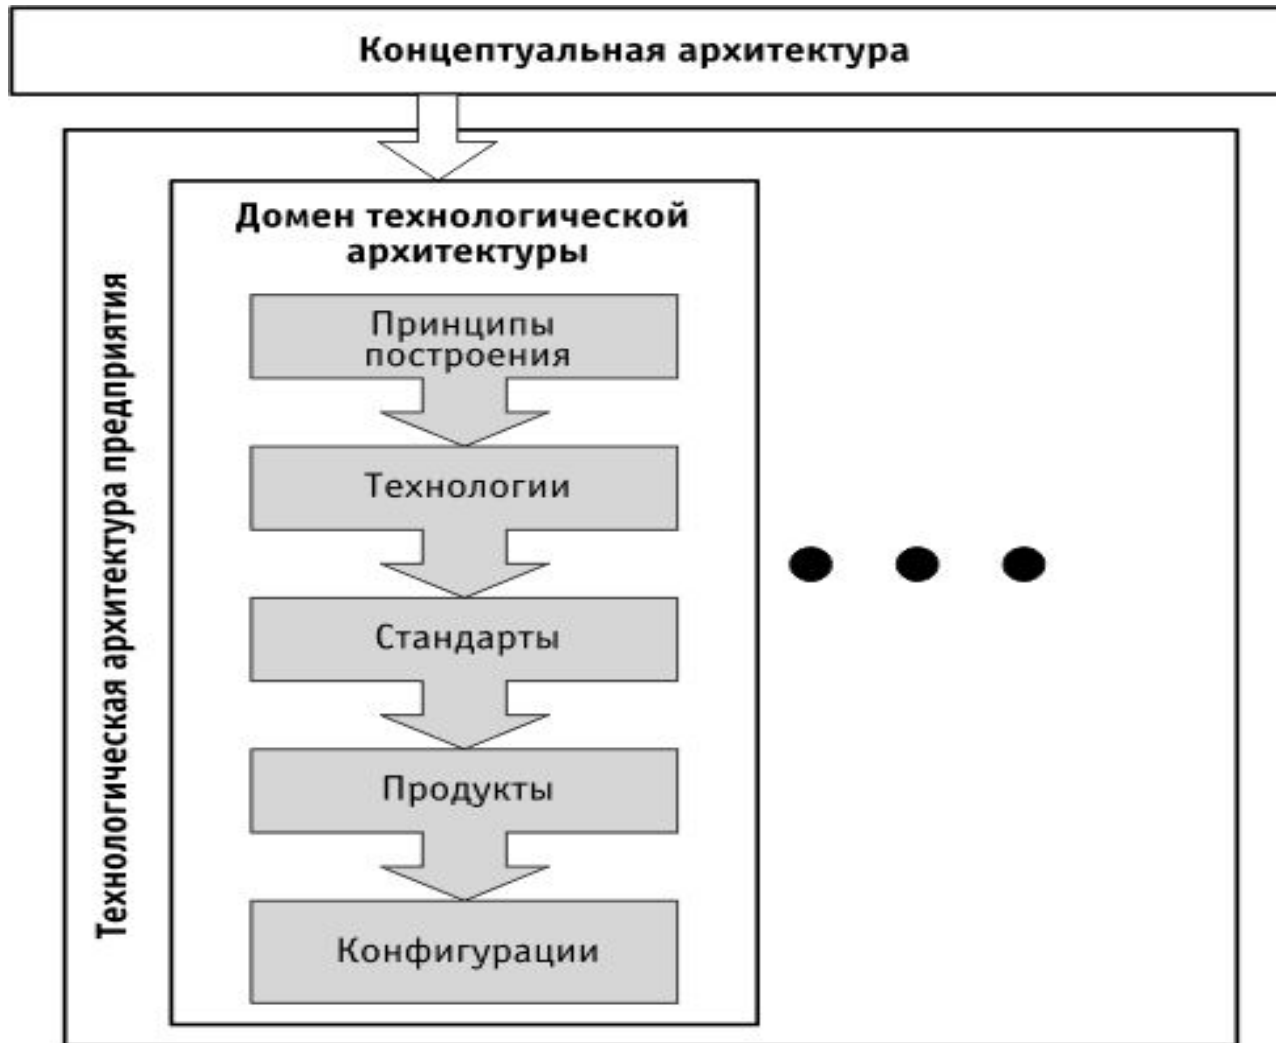 Концептуальная архитектура
Технологическая архитектура предприятия
Домен технологической
архитектуры
Принципы
построения
Технологии
Стандарты
Продукты
Конфигурации